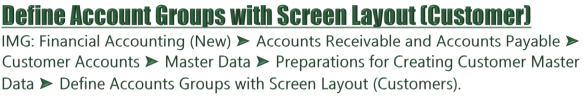 Define Account Groups with Screen Layout (Customer)
IMG: Financial Accounting (New) ➤ Accounts Receivable and Accounts Payable ➤
Customer Accounts ➤ Master Data ➤ Preparations for Creating Customer Master
Data ➤ Define Accounts Groups with Screen Layout (Customers).